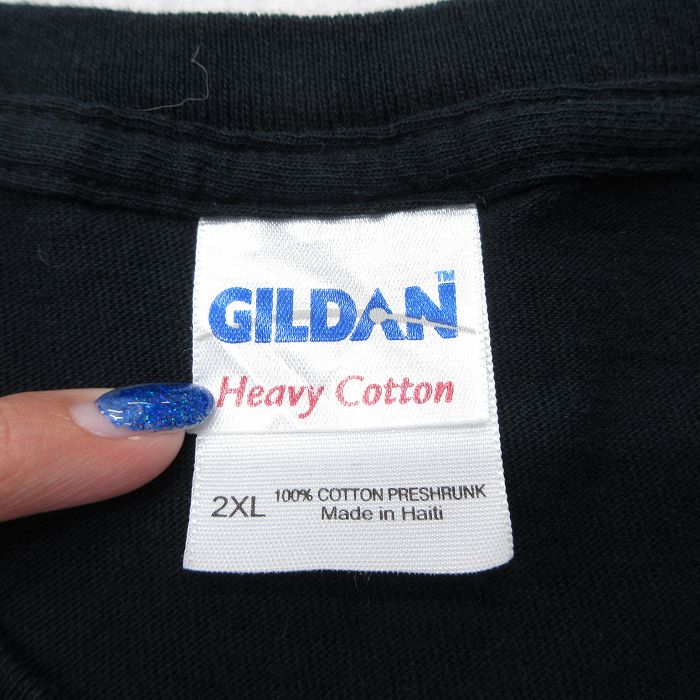 GILDAN™
Heavy Cotton
2XL 100% COTTON PRESHRUNK
Made in Haiti